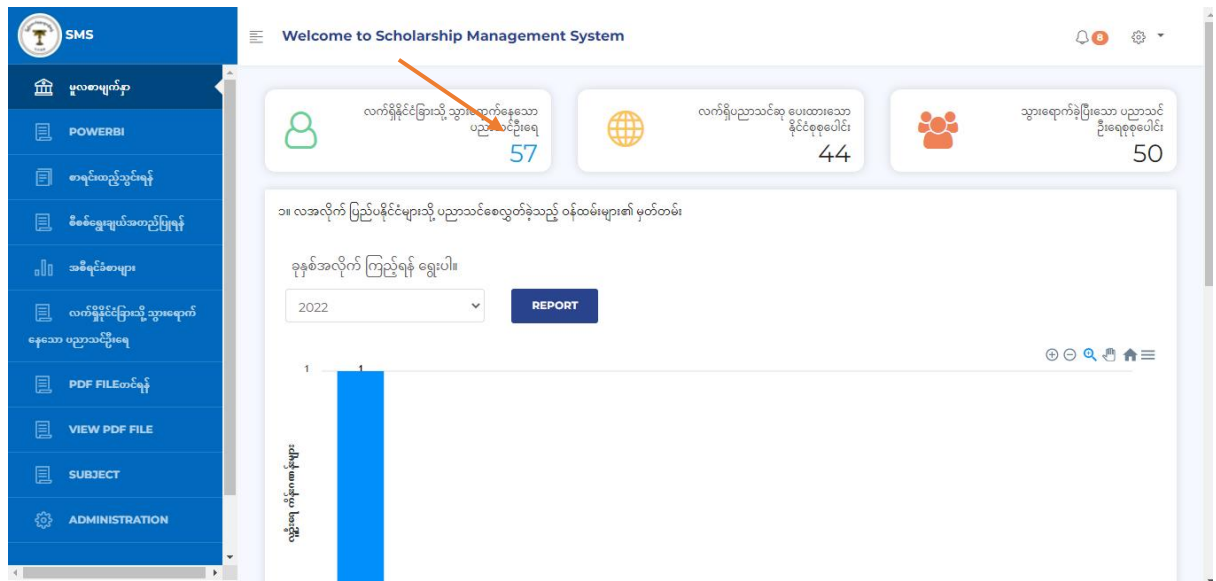 SMS
Welcome to Scholarship Management System
8
မူလစာမျက်နှာ
POWERBI
စာရင်းထည့်သွင်းရန်
စီစစ်ရွေးချယ်အတည်ပြုရန်
အစီရင်ခံစာများ
လက်ရှိနိုင်ငံခြားသို့ သွားရောက်
နေသော ပညာသင်ဦးရေ
PDF FILEတင်ရန်
VIEW PDF FILE
SUBJECT
ADMINISTRATION
လက်ရှိနိုင်ငံခြားသို့ သွားရောက်နေသော
ပညာသင်ဦးရေ
57
လက်ရှိပညာသင်ဆု ပေးထားသော
နိုင်ငံစုစုပေါင်း
44
သွားရောက်ခဲ့ပြီးသော ပညာသင်
ဦးရေစုစုပေါင်း
50
၁။ လအလိုက် ပြည်ပနိုင်ငံများသို့ ပညာသင်စေလွှတ်ခဲ့သည့် ဝန်ထမ်းများ၏ မှတ်တမ်း
ခုနှစ်အလိုက် ကြည့်ရန် ရွေးပါ။
2022
REPORT
1
1
လူဦးရေ ကိန်းဂဏန်းများ